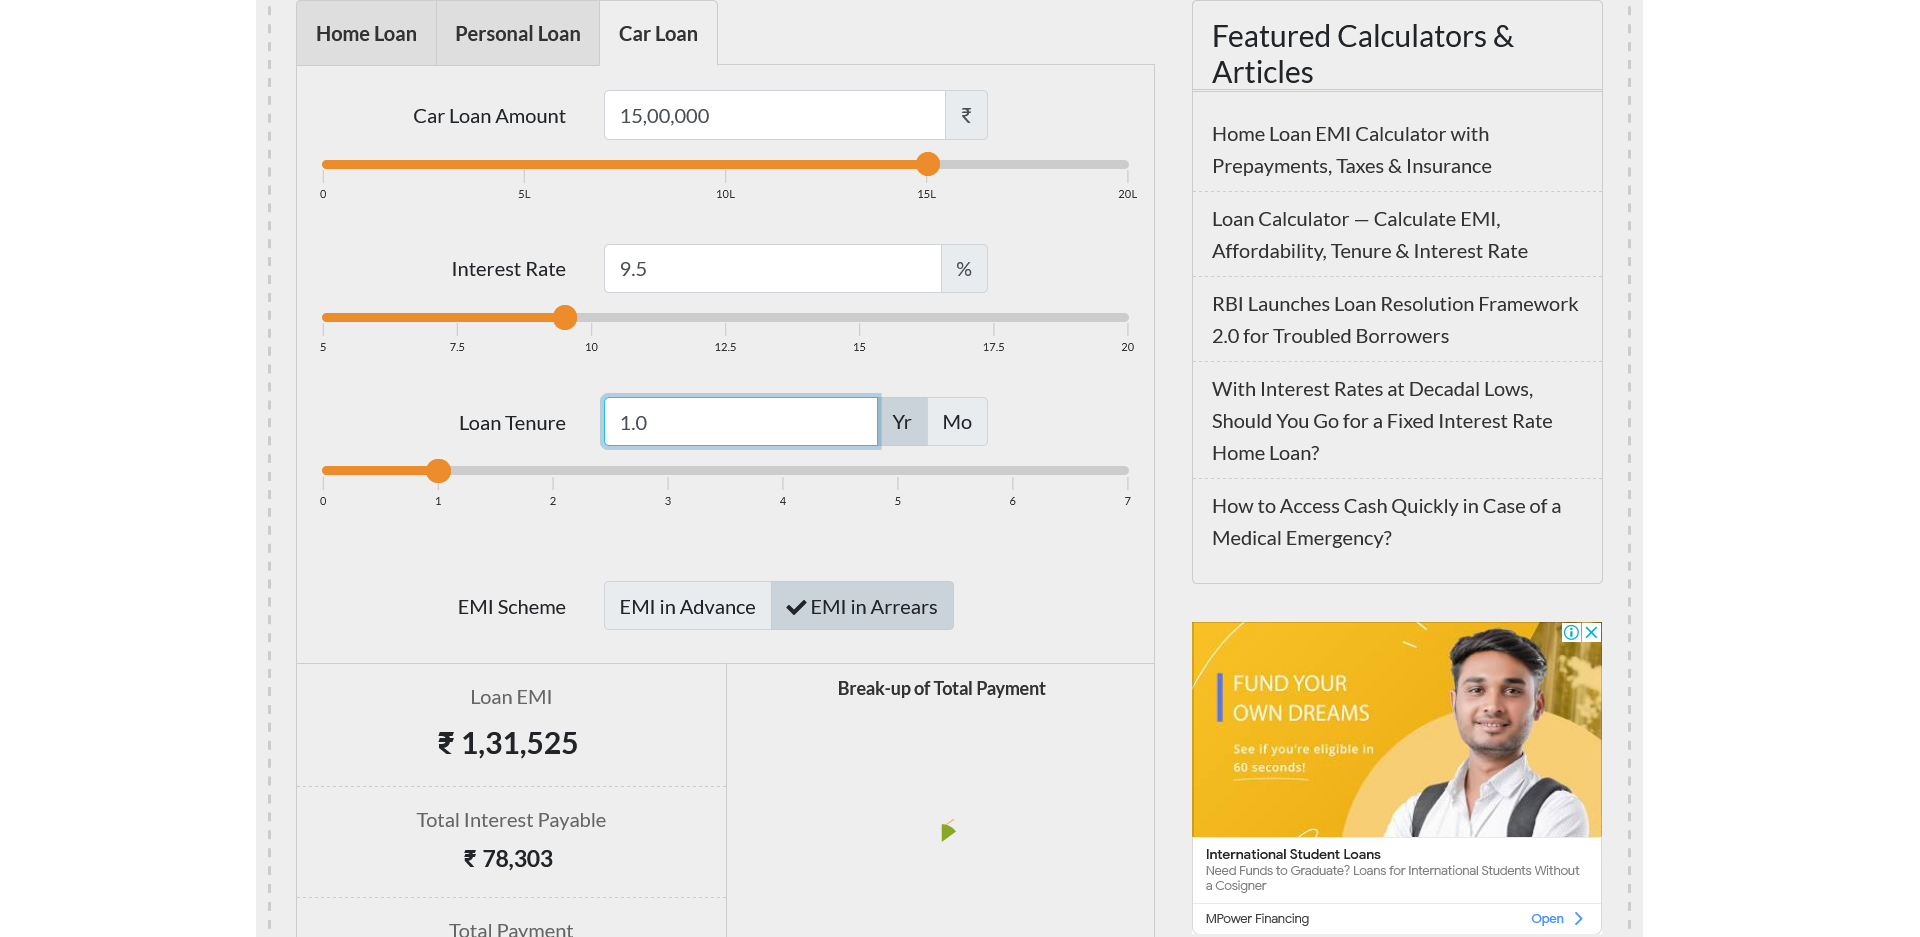 Home Loan
Personal Loan
Car Loan
Car Loan Amount
15,00,000
₹
0
5L
10L
15L
20L
Interest Rate
9.5
%
5
7.5
10
12.5
15
17.5
20
Loan Tenure
1.0
Yr
Mo
0
1
2
3
4
5
6
7
EMI Scheme
EMI in Advance
EMI in Arrears
Loan EMI
₹ 1,31,525
Total Interest Payable
₹ 78,303
Total Payment
Break-up of Total Payment
Featured Calculators &
Articles
Home Loan EMI Calculator with
Prepayments, Taxes & Insurance
Loan Calculator — Calculate EMI,
Affordability, Tenure & Interest Rate
RBI Launches Loan Resolution Framework
2.0 for Troubled Borrowers
With Interest Rates at Decadal Lows,
Should You Go for a Fixed Interest Rate
Home Loan?
How to Access Cash Quickly in Case of a
Medical Emergency?
FUND YOUR
OWN DREAMS
See if you're eligible in
60 seconds!
International Student Loans
Need Funds to Graduate? Loans for International Students Without
a Cosigner
MPower Financing
Open